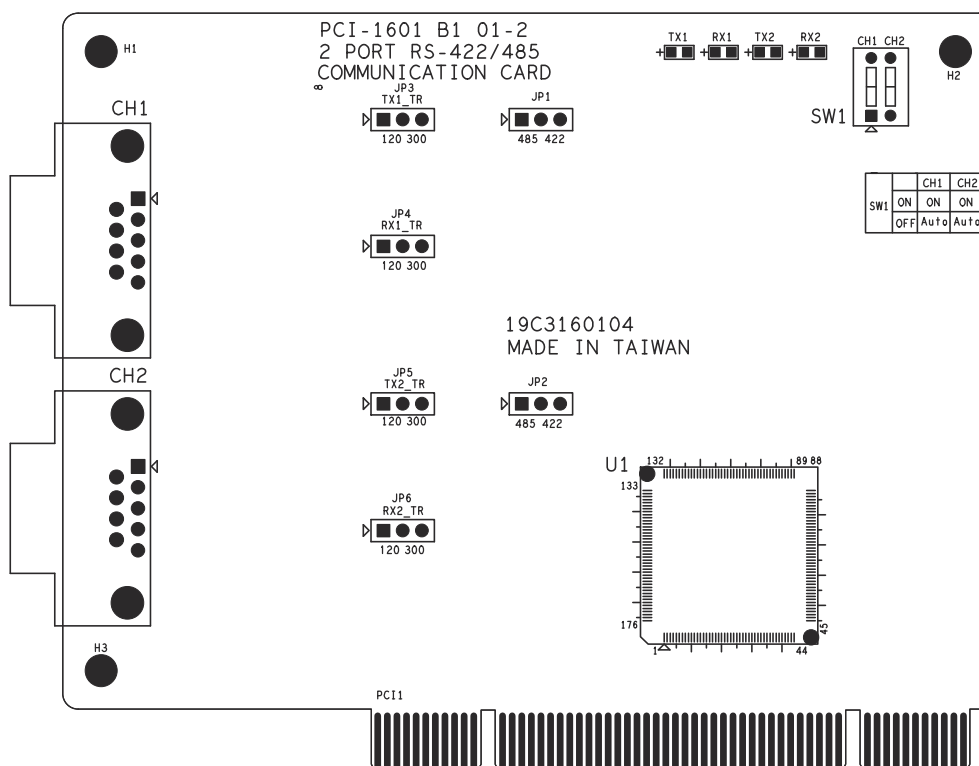 PCI-1601 B1 01-2
2 PORT RS-422/485
COMMUNICATION CARD
8
H1
TX1 RX1 TX2 RX2
+ + + +
CH1 CH2
H2
SW1
CH1
JP3
TX1_TR
120 300
JP1
485 422
CH1 CH2
SW1 ON ON ON
OFF Auto Auto
JP4
RX1_TR
120 300
19C3160104
MADE IN TAIWAN
CH2
JP5
TX2_TR
120 300
JP2
485 422
U1
132 89 88
133
JP6
RX2_TR
120 300
176 45
1 44
H3
PCI1